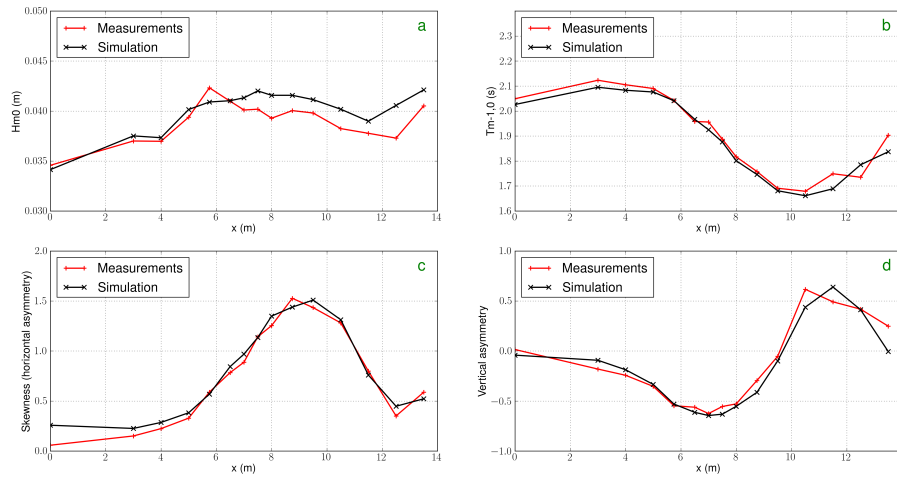 a
Measurements
Simulation
Hm0 (m)
0.050
0.045
0.040
0.035
0.030
0 2 4 6 8 10 12 14
x (m)
b
Measurements
Simulation
Tm-1,0 (s)
2.3
2.2
2.1
2.0
1.9
1.8
1.7
1.6
0 2 4 6 8 10 12
x (m)
c
Measurements
Simulation
Skewness (horizontal asymmetry)
2.0
1.5
1.0
0.5
0.0
0 2 4 6 8 10 12 14
x (m)
d
Measurements
Simulation
Vertical asymmetry
1.0
0.5
0.0
−0.5
−1.0
0 2 4 6 8 10 12
x (m)